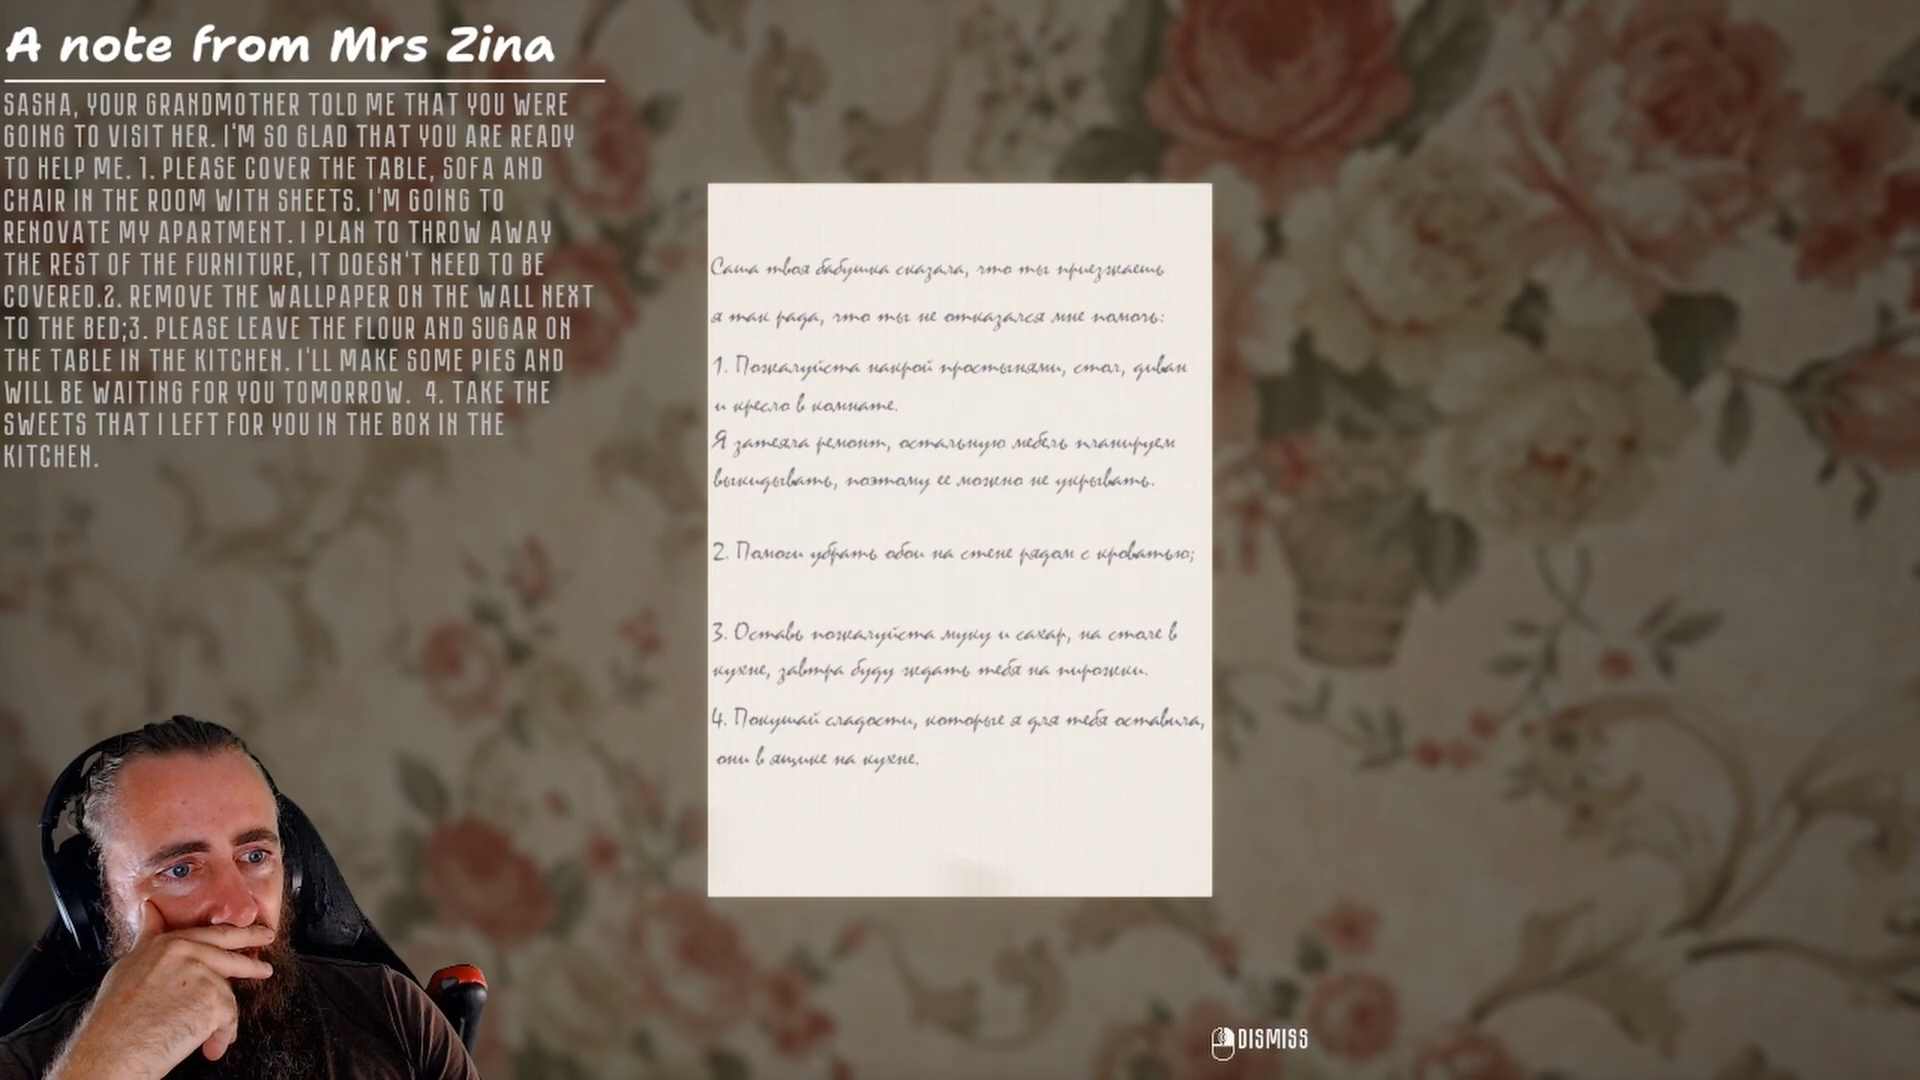 A note from Mrs Zina
SASHA, YOUR GRANDMOTHER TOLD ME THAT YOU WERE
GOING TO VISIT HER. I'M SO GLAD THAT YOU ARE READY
TO HELP ME. 1. PLEASE COVER THE TABLE, SOFA AND
CHAIR IN THE ROOM WITH SHEETS. I'M GOING TO
RENOVATE MY APARTMENT. I PLAN TO THROW AWAY
THE REST OF THE FURNITURE, IT DOESN'T NEED TO BE
COVERED.2. REMOVE THE WALLPAPER ON THE WALL NEXT
TO THE BED;3. PLEASE LEAVE THE FLOUR AND SUGAR ON
THE TABLE IN THE KITCHEN. I'LL MAKE SOME PIES AND
WILL BE WAITING FOR YOU TOMORROW. 4. TAKE THE
SWEETS THAT I LEFT FOR YOU IN THE BOX IN THE
KITCHEN.
Саша твоя бабушка сказала, что ты приезжаешь
я так рада, что ты не отказался мне помочь:
1. Пожалуйста накрой простынями, стол, диван
и кресло в комнате.
Я затеяла ремонт, остальную мебель планируем
выкидывать, поэтому ее можно не укрывать.
2. Помоги убрать обои на стене рядом с кроватью;
3. Оставь пожалуйста муку и сахар, на столе в
кухне, завтра буду ждать тебя на пирожки.
4. Покушай сладости, которые я для тебя оставила,
они в ящике на кухне.
DISMISS